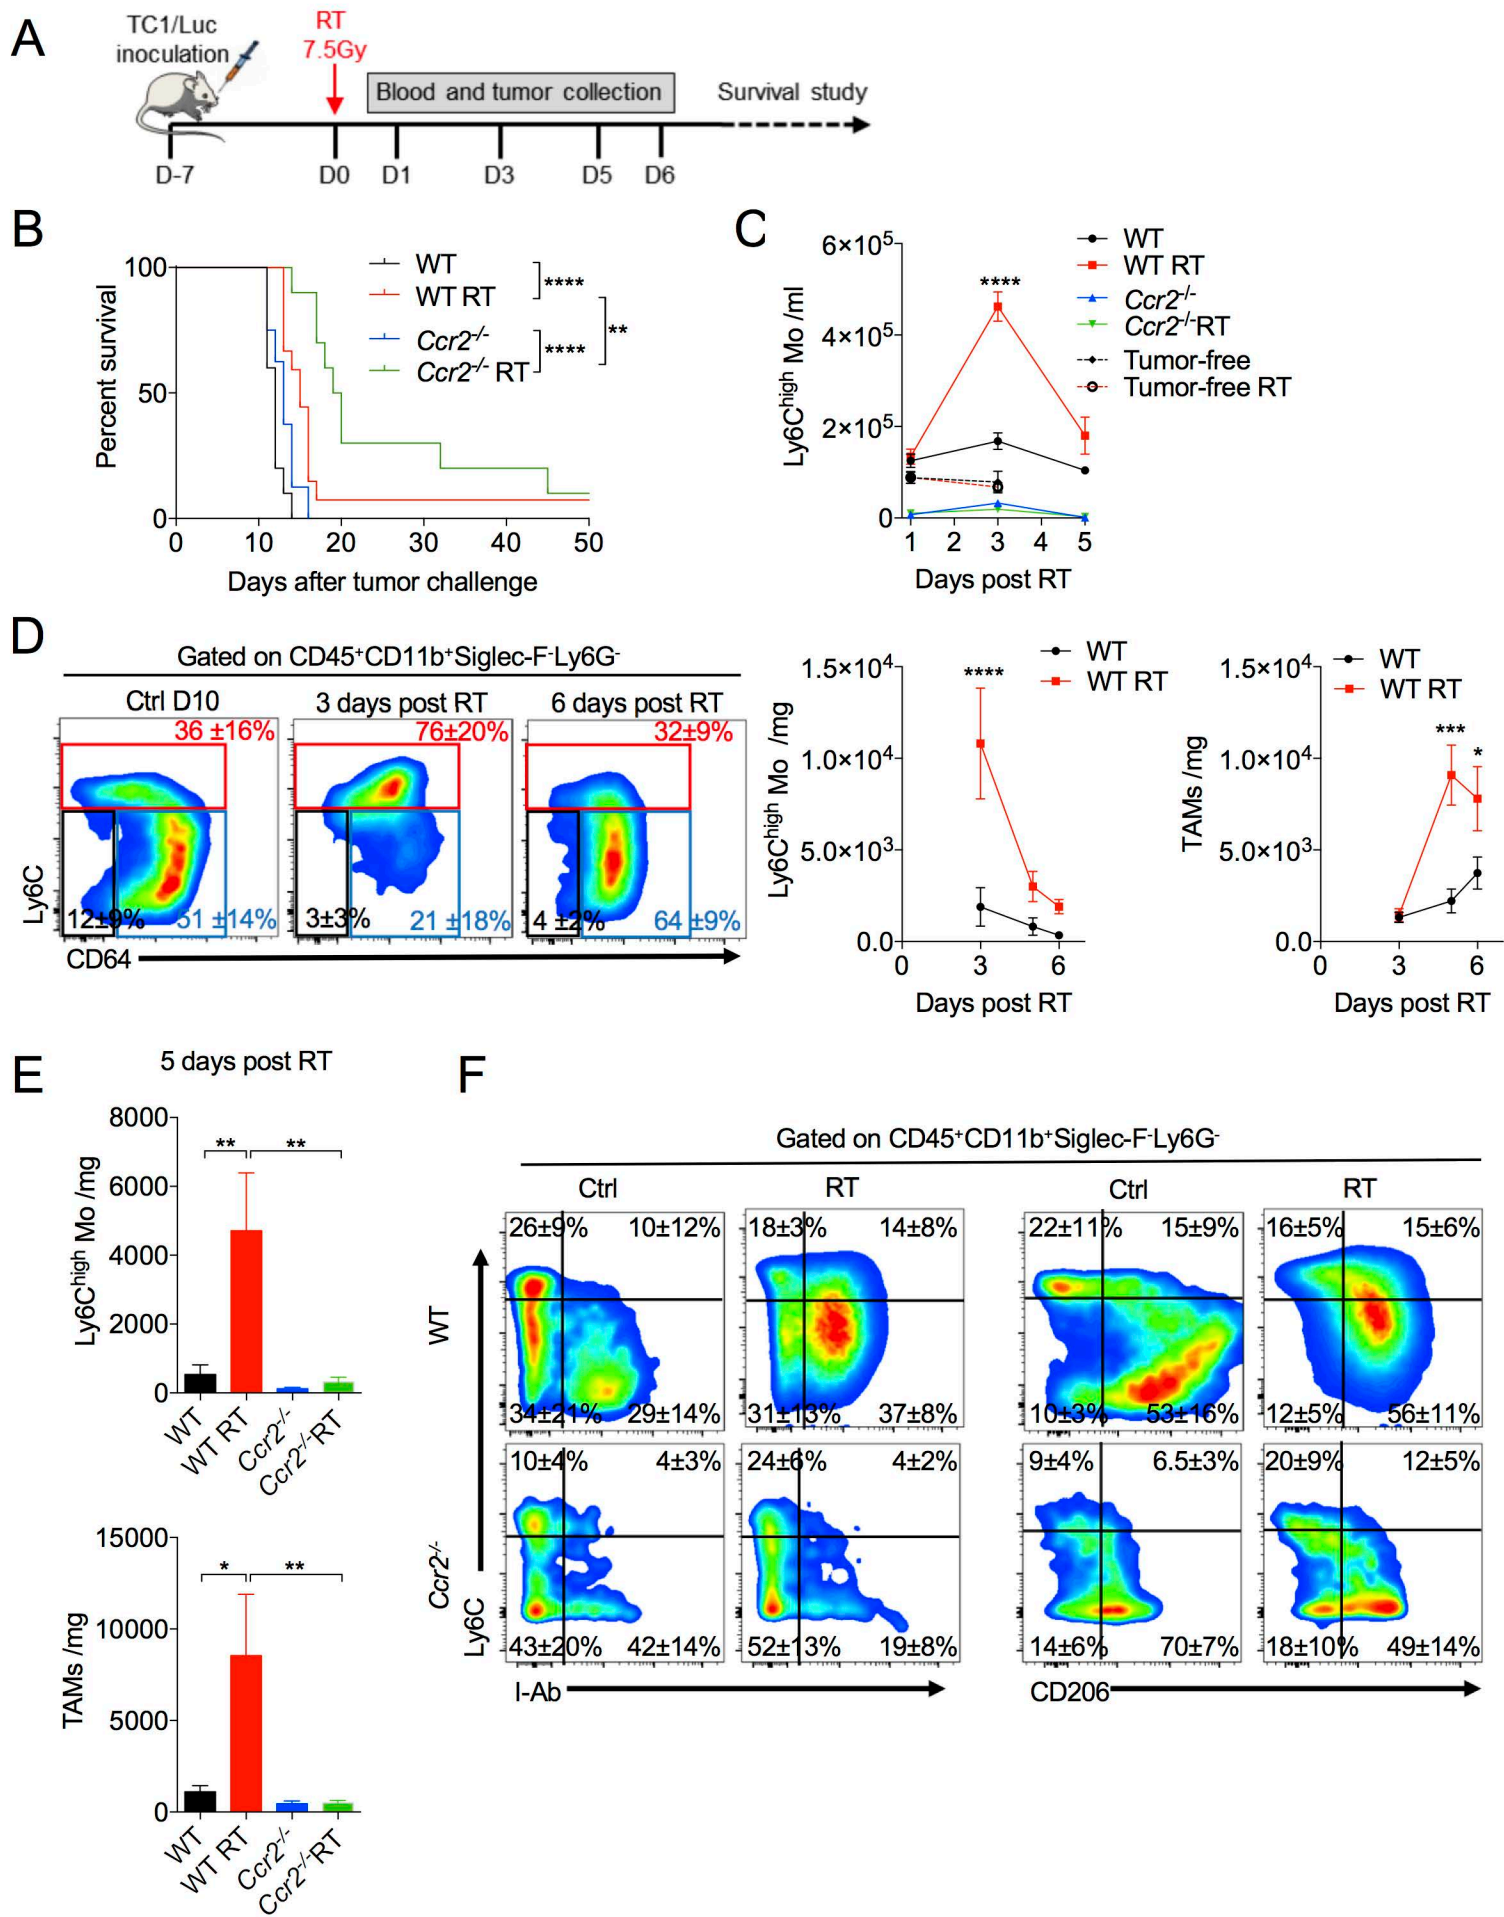 A
TC1/Luc
inoculation
RT
7.5Gy
Blood and tumor collection
Survival study
D-7
D0
D1
D3
D5
D6
B
Percent survival
100
50
0
0
10
20
30
40
50
Days after tumor challenge
WT
WT RT
Ccr2-/-
Ccr2-/- RT
****
****
**
C
Ly6Chigh Mo /ml
6×10⁵
4×10⁵
2×10⁵
0
1
2
3
4
5
Days post RT
****
WT
WT RT
Ccr2-/-
Ccr2-/-RT
Tumor-free
Tumor-free RT
D
Gated on CD45+CD11b+Siglec-F-Ly6G-
Ctrl D10
3 days post RT
6 days post RT
36 ±16%
76±20%
32±9%
12±9%
51 ±14%
3±3%
21 ±18%
4 ±2%
64 ±9%
Ly6C
CD64
Ly6Chigh Mo /mg
1.5×10⁴
1.0×10⁴
5.0×10³
0.0
0
3
6
Days post RT
****
WT
WT RT
TAMs /mg
1.5×10⁴
1.0×10⁴
5.0×10³
0.0
0
3
6
Days post RT
***
*
WT
WT RT
E
5 days post RT
Ly6Chigh Mo /mg
8000
6000
4000
2000
0
**
**
WT
WT RT
Ccr2-/-
Ccr2-/-RT
TAMs /mg
15000
10000
5000
0
*
**
WT
WT RT
Ccr2-/-
Ccr2-/-RT
F
Gated on CD45+CD11b+Siglec-F-Ly6G-
Ctrl
RT
Ctrl
RT
WT
26±9%
10±12%
18±3%
14±8%
22±11%
15±9%
16±5%
15±6%
34±21%
29±14%
31±13%
37±8%
10±3%
53±16%
12±5%
56±11%
Ccr2-/-
10±4%
4±3%
24±6%
4±2%
9±4%
6.5±3%
20±9%
12±5%
43±20%
42±14%
52±13%
19±8%
14±6%
70±7%
18±10%
49±14%
Ly6C
I-Ab
CD206